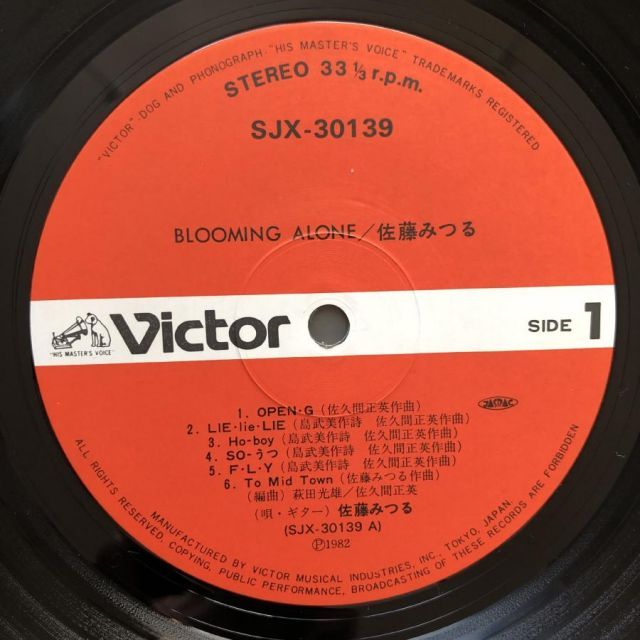 "VICTOR" DOG AND PHONOGRAPH·"HIS MASTER'S VOICE" TRADEMARKS REGISTERED
STEREO 33 1/3 r.p.m.
SJX-30139
BLOOMING ALONE／佐藤みつる
"HIS MASTER'S VOICE"
Victor
SIDE 1
1. OPEN·G (佐久間正英作曲)
2. LIE·lie·LIE (島武美作詩 佐久間正英作曲)
3. Ho-boy (島武美作詩 佐久間正英作曲)
4. SO-うつ (島武美作詩 佐久間正英作曲)
5. F·L·Y (島武美作詩 佐久間正英作曲)
6. To Mid Town (佐藤みつる作曲)
(編曲) 萩田光雄/佐久間正英
(唄・ギター) 佐藤みつる
(SJX-30139 A)
Ⓟ1982
JASRAC
MANUFACTURED BY VICTOR MUSICAL INDUSTRIES, INC., TOKYO, JAPAN.
ALL RIGHTS RESERVED. COPYING, PUBLIC PERFORMANCE, BROADCASTING OF THESE RECORDS ARE FORBIDDEN